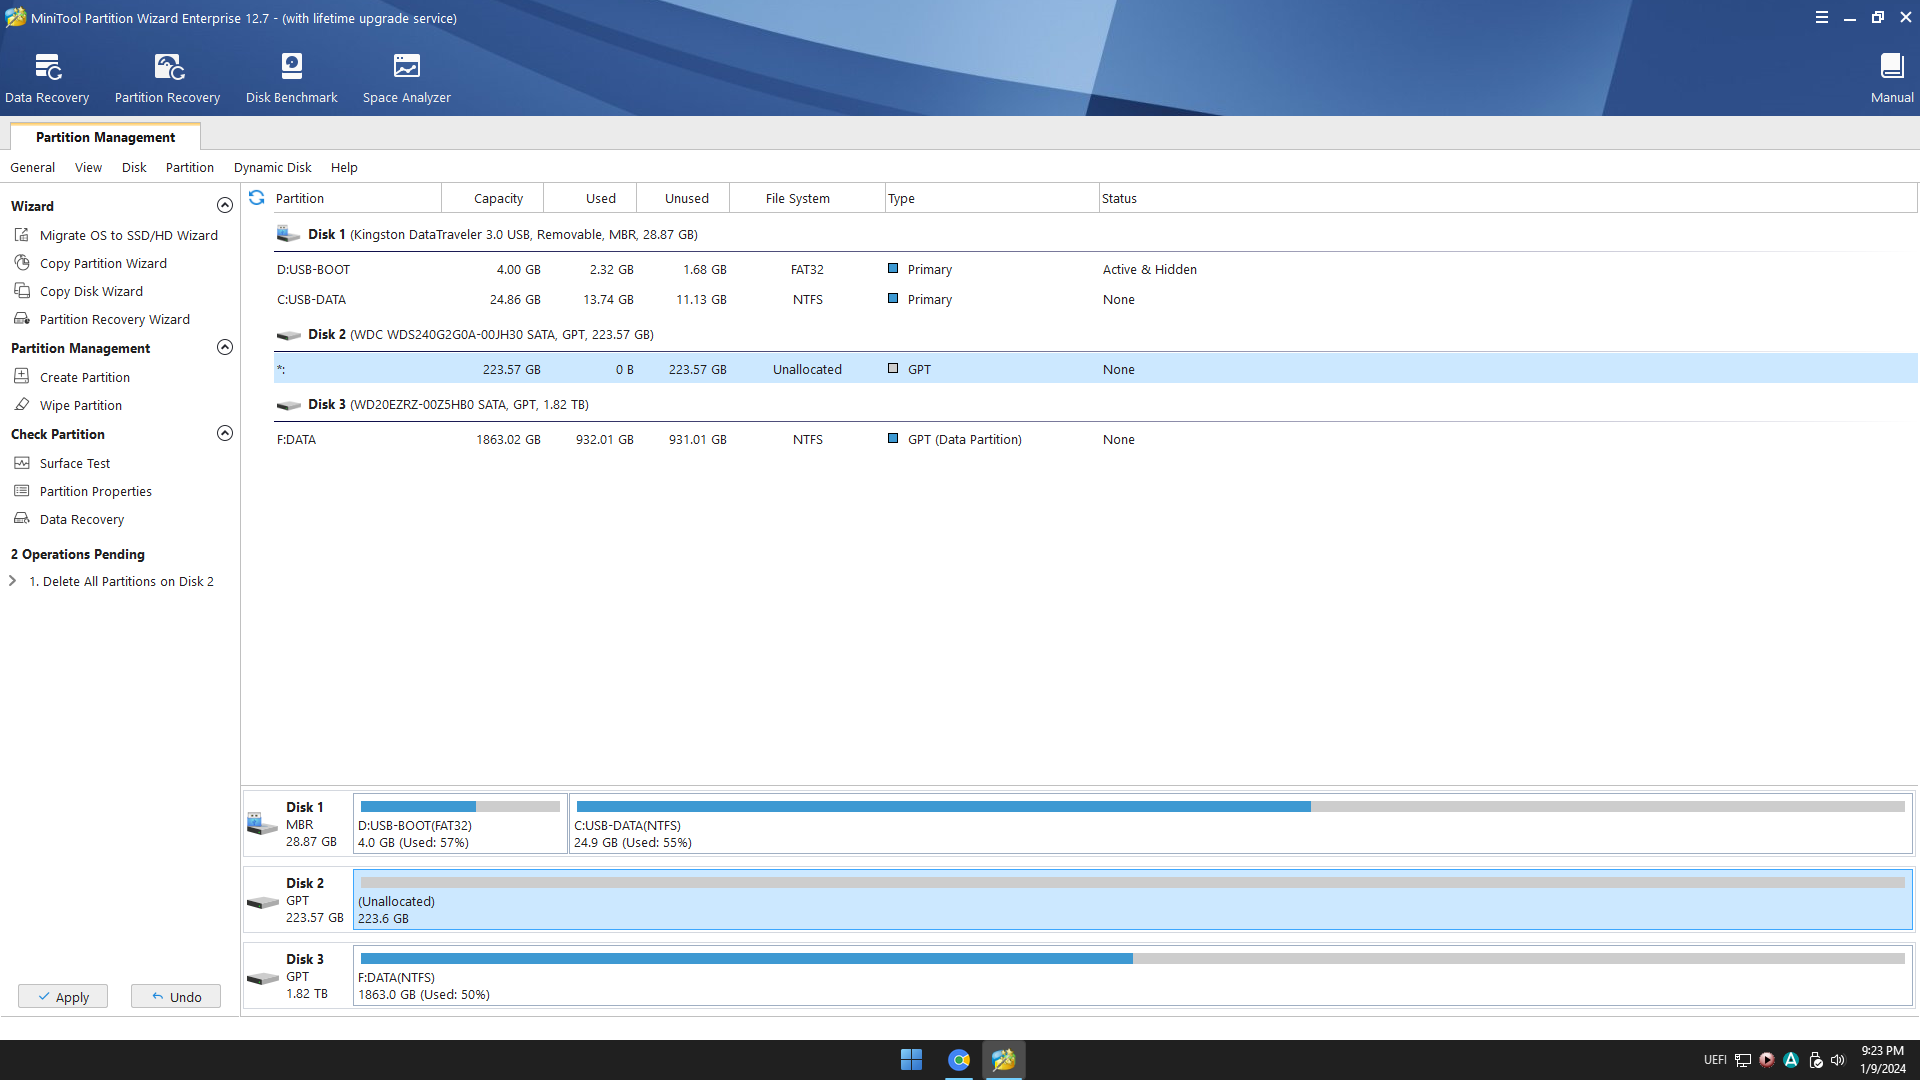 MiniTool Partition Wizard Enterprise 12.7 - (with lifetime upgrade service)
Data Recovery
Partition Recovery
Disk Benchmark
Space Analyzer
Manual
Partition Management
General View Disk Partition Dynamic Disk Help
Wizard
Migrate OS to SSD/HD Wizard
Copy Partition Wizard
Copy Disk Wizard
Partition Recovery Wizard
Partition Management
Create Partition
Wipe Partition
Check Partition
Surface Test
Partition Properties
Data Recovery
2 Operations Pending
1. Delete All Partitions on Disk 2
Apply
Undo
Partition Capacity Used Unused File System Type Status
Disk 1 (Kingston DataTraveler 3.0 USB, Removable, MBR, 28.87 GB)
D:USB-BOOT 4.00 GB 2.32 GB 1.68 GB FAT32 Primary Active & Hidden
C:USB-DATA 24.86 GB 13.74 GB 11.13 GB NTFS Primary None
Disk 2 (WDC WDS240G2G0A-00JH30 SATA, GPT, 223.57 GB)
*: 223.57 GB 0 B 223.57 GB Unallocated GPT None
Disk 3 (WD20EZRZ-00Z5HB0 SATA, GPT, 1.82 TB)
F:DATA 1863.02 GB 932.01 GB 931.01 GB NTFS GPT (Data Partition) None
Disk 1
MBR
28.87 GB
D:USB-BOOT(FAT32)
4.0 GB (Used: 57%)
C:USB-DATA(NTFS)
24.9 GB (Used: 55%)
Disk 2
GPT
223.57 GB
(Unallocated)
223.6 GB
Disk 3
GPT
1.82 TB
F:DATA(NTFS)
1863.0 GB (Used: 50%)
UEFI
9:23 PM
1/9/2024